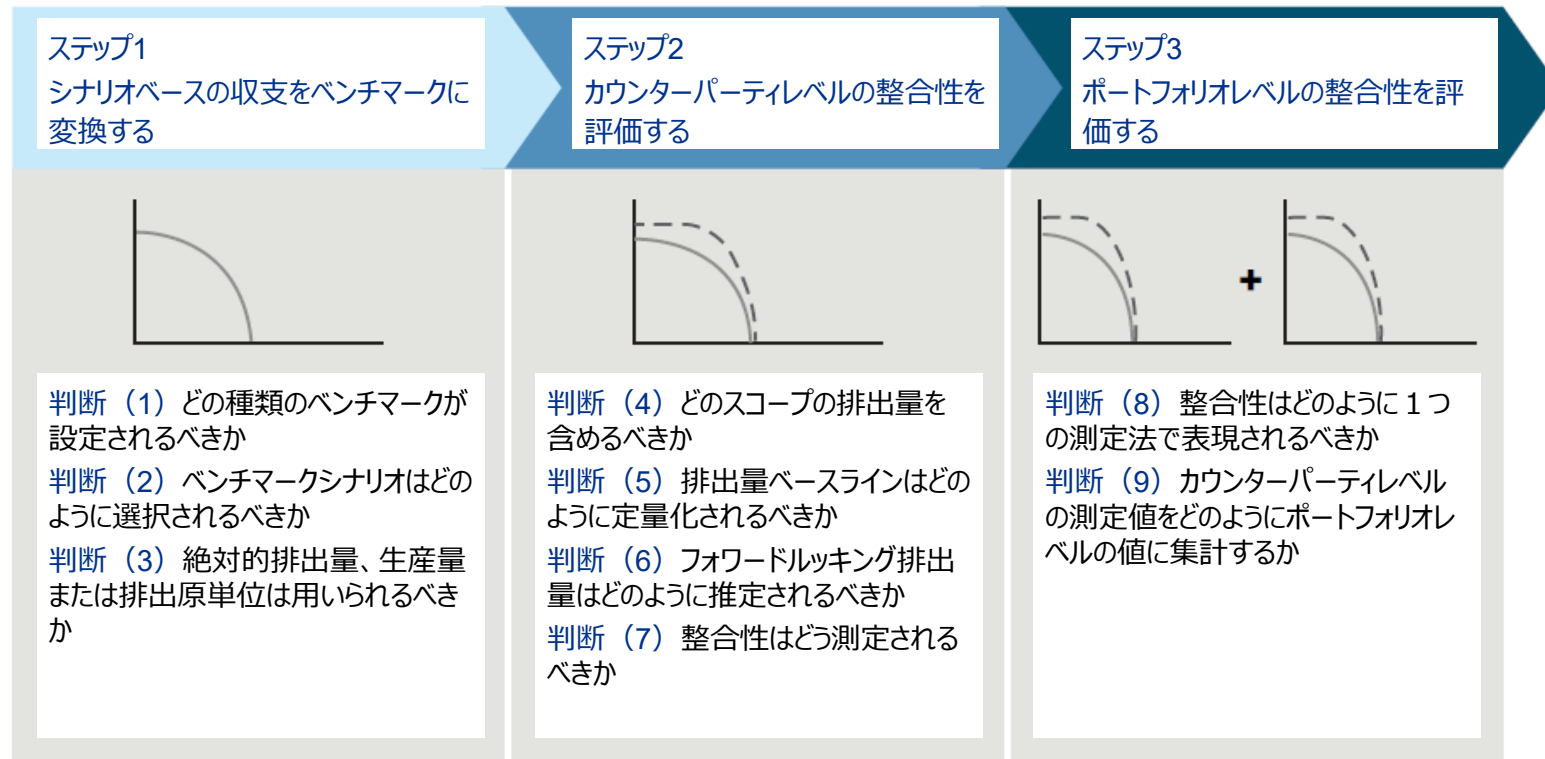 ステップ1
シナリオベースの収支をベンチマークに
変換する
ステップ2
カウンターパーティレベルの整合性を
評価する
ステップ3
ポートフォリオレベルの整合性を評
価する
+
判断（1）どの種類のベンチマークが
設定されるべきか
判断（2）ベンチマークシナリオはどの
ように選択されるべきか
判断（3）絶対的排出量、生産量
または排出原単位は用いられるべき
か
判断（4）どのスコープの排出量を
含めるべきか
判断（5）排出量ベースラインはどの
ように定量化されるべきか
判断（6）フォワードルッキング排出
量はどのように推定されるべきか
判断（7）整合性はどう測定される
べきか
判断（8）整合性はどのように１つ
の測定法で表現されるべきか
判断（9）カウンターパーティレベル
の測定値をどのようにポートフォリオレ
ベルの値に集計するか